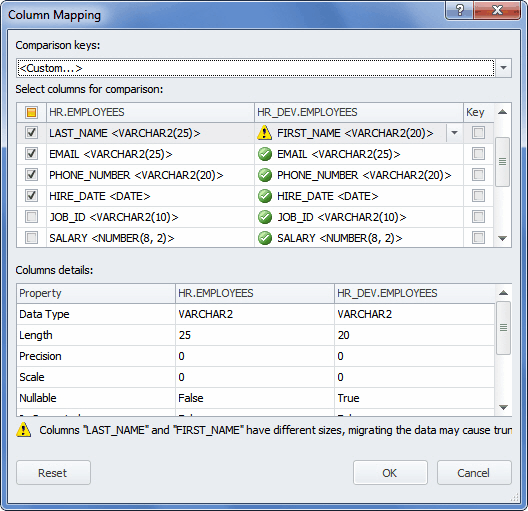 Column Mapping
Comparison keys:
<Custom...>
Select columns for comparison:
HR.EMPLOYEES HR_DEV.EMPLOYEES Key
LAST_NAME <VARCHAR2(25)> FIRST_NAME <VARCHAR2(20)>
EMAIL <VARCHAR2(25)> EMAIL <VARCHAR2(25)>
PHONE_NUMBER <VARCHAR2(20)> PHONE_NUMBER <VARCHAR2(20)>
HIRE_DATE <DATE> HIRE_DATE <DATE>
JOB_ID <VARCHAR2(10)> JOB_ID <VARCHAR2(10)>
SALARY <NUMBER(8, 2)> SALARY <NUMBER(8, 2)>
Columns details:
Property HR.EMPLOYEES HR_DEV.EMPLOYEES
Data Type VARCHAR2 VARCHAR2
Length 25 20
Precision 0 0
Scale 0 0
Nullable False True
Columns "LAST_NAME" and "FIRST_NAME" have different sizes, migrating the data may cause trun
Reset OK Cancel